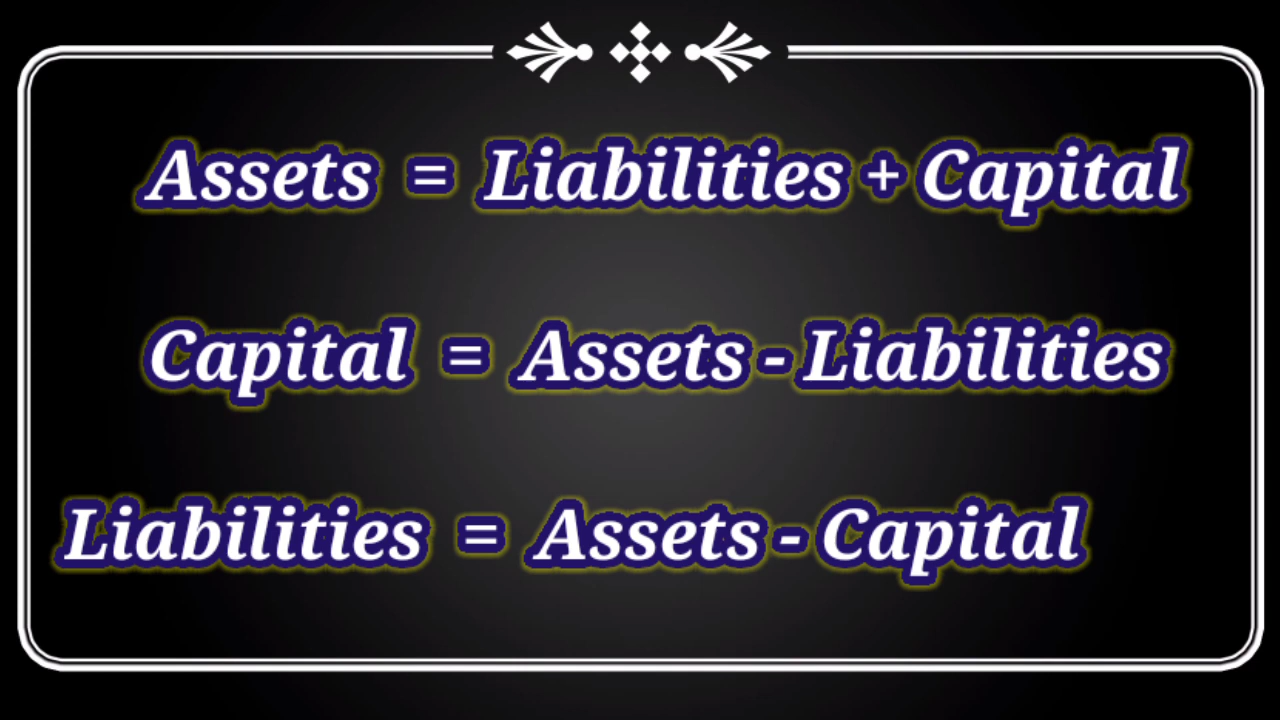 Assets = Liabilities + Capital
Capital = Assets - Liabilities
Liabilities = Assets - Capital